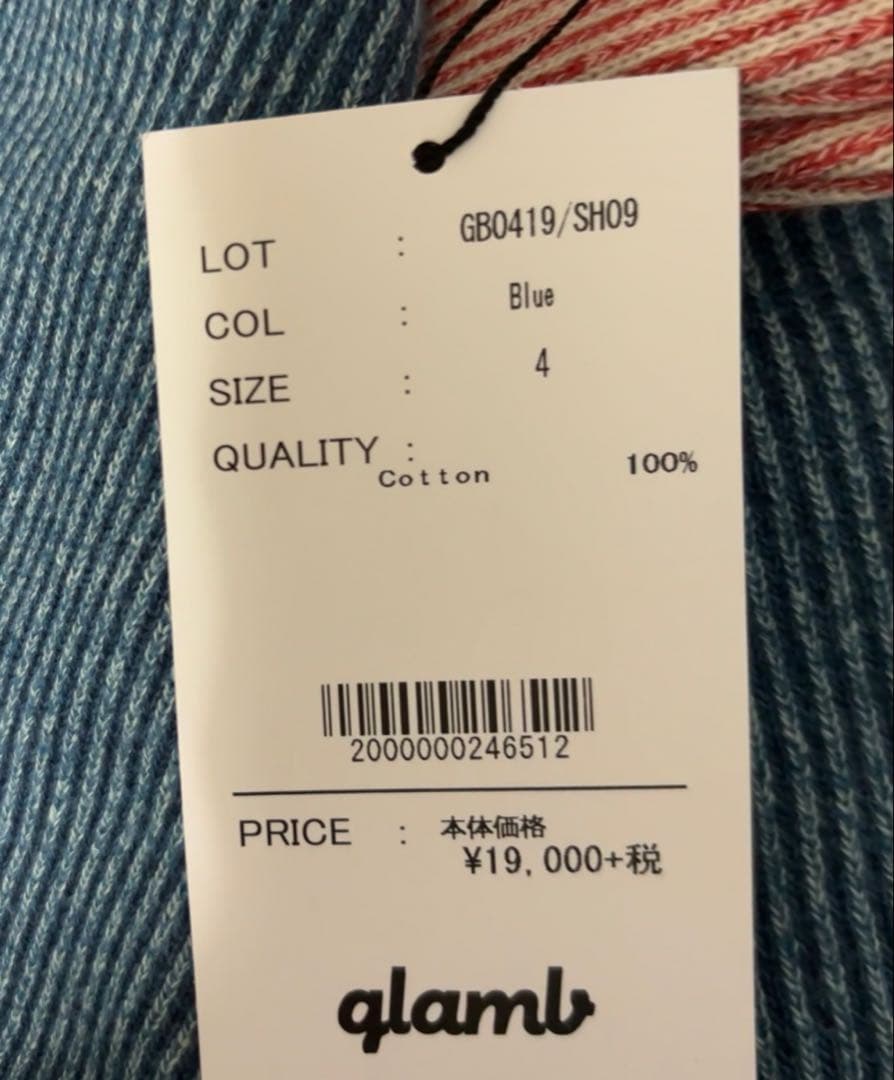 LOT : GB0419/SH09
COL : Blue
SIZE : 4
QUALITY :
Cotton 100%
2000000246512
PRICE : 本体価格
¥19,000+税
glamb